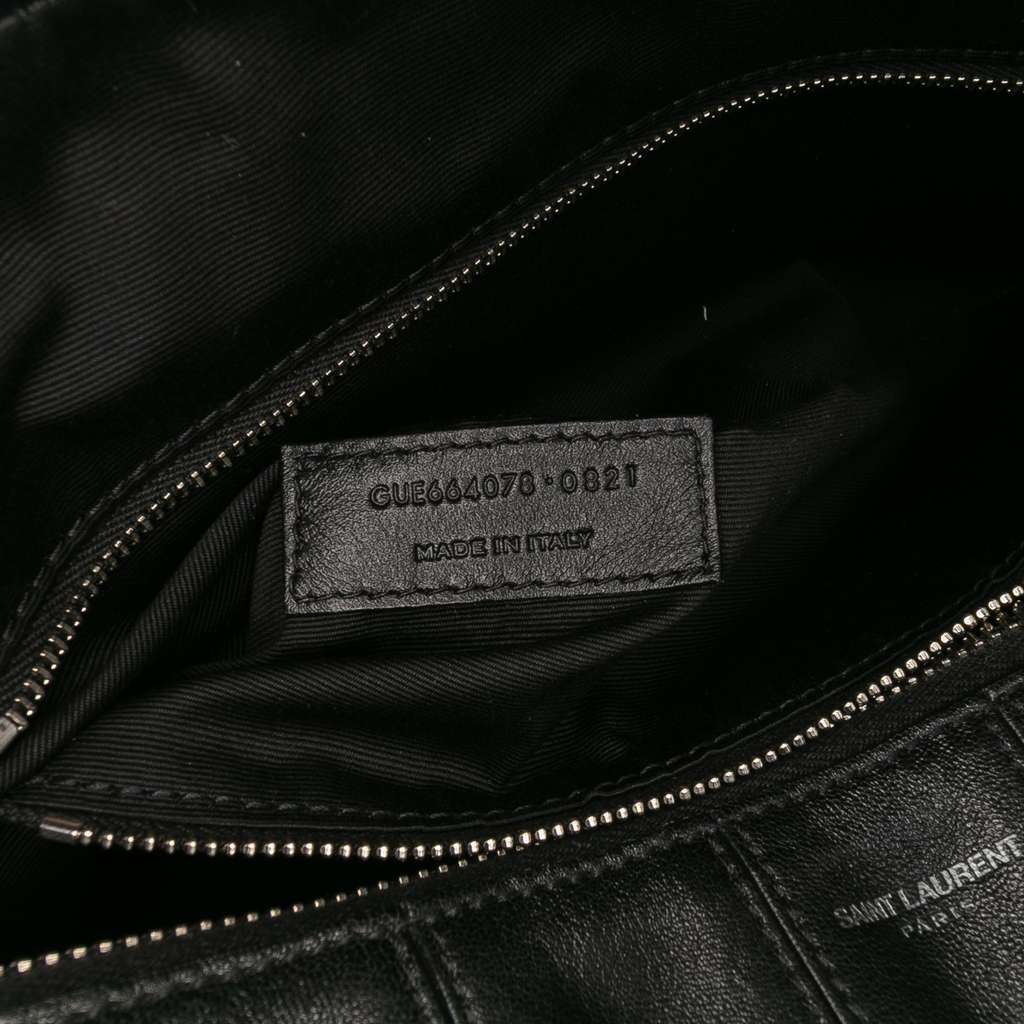 GUE664078·0821
MADE IN ITALY
SAINT LAURENT
PARIS